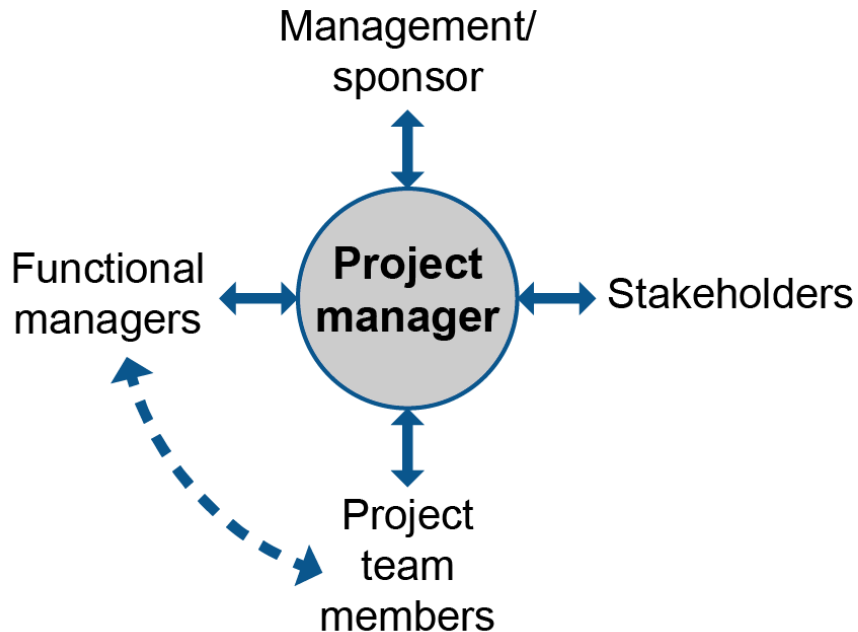 Management/
sponsor
Functional
managers
Project
manager
Stakeholders
Project
team
members